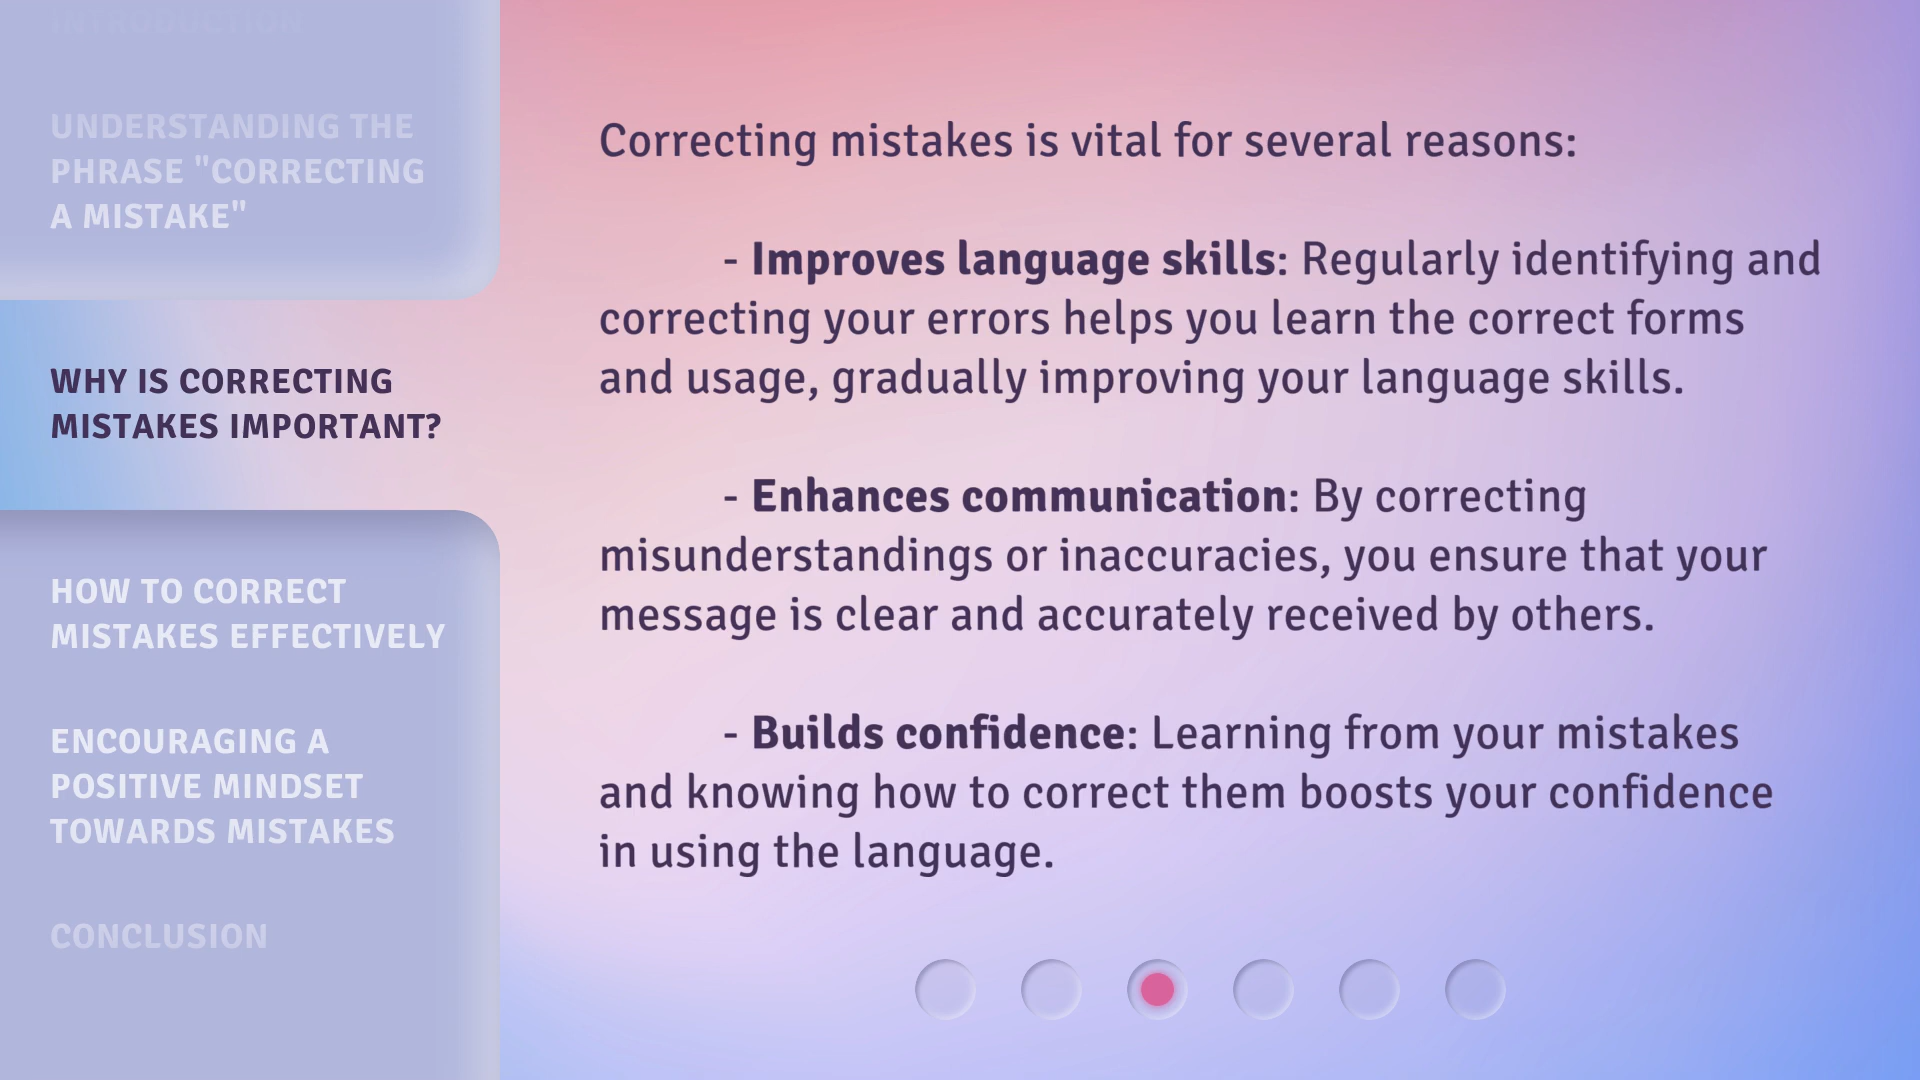 INTRODUCTION
UNDERSTANDING THE
PHRASE "CORRECTING
A MISTAKE"
WHY IS CORRECTING
MISTAKES IMPORTANT?
HOW TO CORRECT
MISTAKES EFFECTIVELY
ENCOURAGING A
POSITIVE MINDSET
TOWARDS MISTAKES
CONCLUSION
Correcting mistakes is vital for several reasons:
- Improves language skills: Regularly identifying and
correcting your errors helps you learn the correct forms
and usage, gradually improving your language skills.
- Enhances communication: By correcting
misunderstandings or inaccuracies, you ensure that your
message is clear and accurately received by others.
- Builds confidence: Learning from your mistakes
and knowing how to correct them boosts your confidence
in using the language.